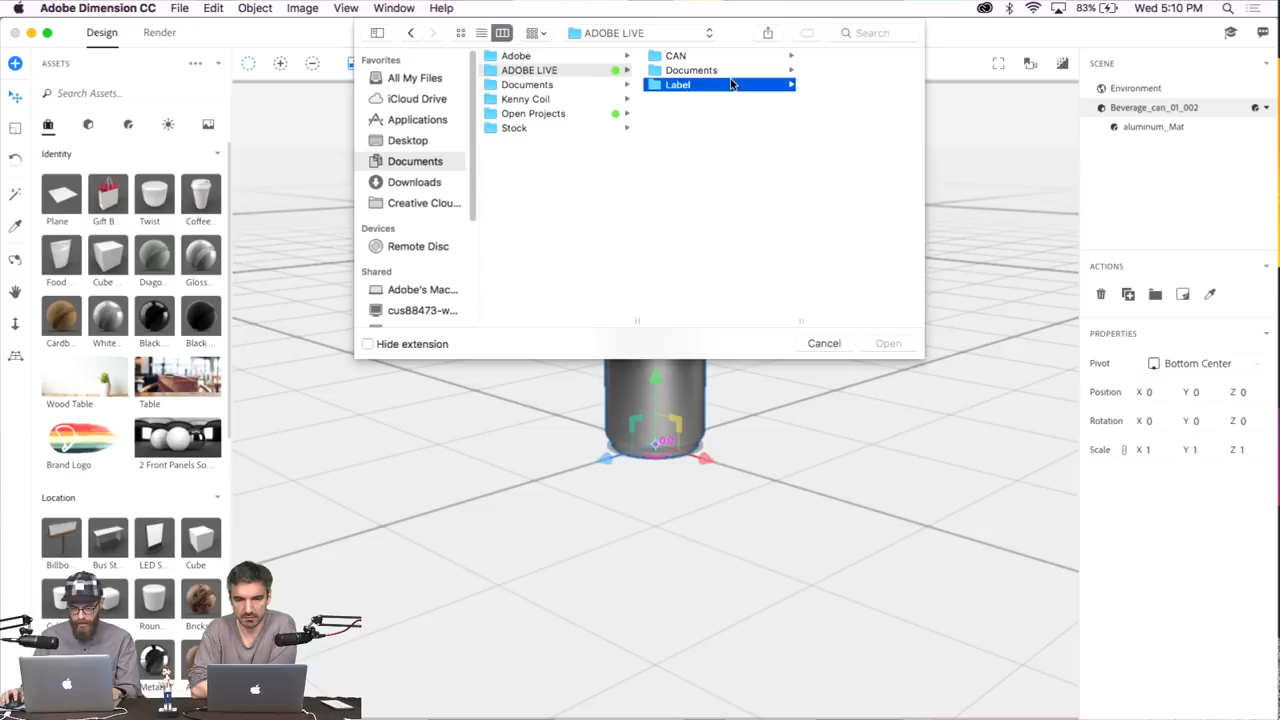 Adobe Dimension CC File Edit Object Image View Window Help 83% Wed 5:10 PM
Design Render
ADOBE LIVE
Search
ASSETS
Search Assets...
Identity
Plane Gift B... Twist Coffee...
Food ... Cube ... Diago... Gloss...
Cardb... White... Black ... Black ...
Wood Table Table
Brand Logo 2 Front Panels So...
Location
Billbo... Bus St... LED S... Cube
Roun... Bricks
Metal
Favorites
All My Files
iCloud Drive
Applications
Desktop
Documents
Downloads
Creative Clou...
Devices
Remote Disc
Shared
Adobe's Mac...
cus88473-w...
Adobe
ADOBE LIVE
Documents
Kenny Coil
Open Projects
Stock
CAN
Documents
Label
Hide extension
Cancel Open
SCENE
Environment
Beverage_can_01_002
aluminum_Mat
ACTIONS
PROPERTIES
Pivot Bottom Center
Position X 0 Y 0 Z 0
Rotation X 0 Y 0 Z 0
Scale X 1 Y 1 Z 1